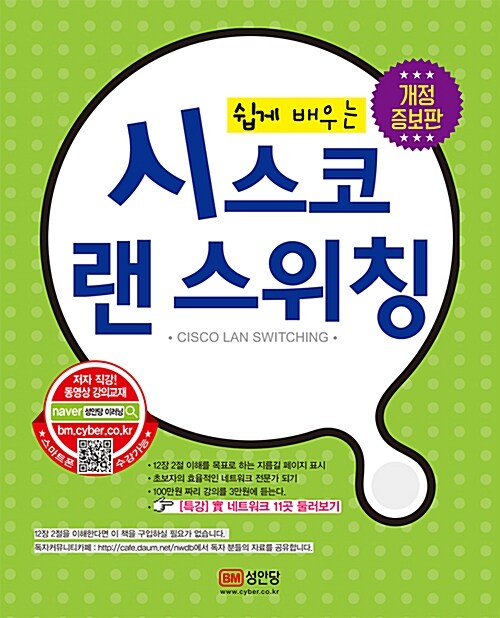 쉽게 배우는
개정
증보판
시스코
랜 스위칭
• CISCO LAN SWITCHING •
저자 직강!
동영상 강의교재
naver 성안당 이러닝
bm.cyber.co.kr
★스마트폰 수강가능★
• 12장 2절 이해를 목표로 하는 지름길 페이지 표시
• 초보자의 효율적인 네트워크 전문가 되기
• 100만원 짜리 강의를 3만원에 듣는다.
• [특강] 實 네트워크 11곳 둘러보기
12장 2절을 이해한다면 이 책을 구입하실 필요가 없습니다.
독자커뮤니티카페 : http://cafe.daum.net/nwdb에서 독자 분들의 자료를 공유합니다.
BM 성안당
www.cyber.co.kr